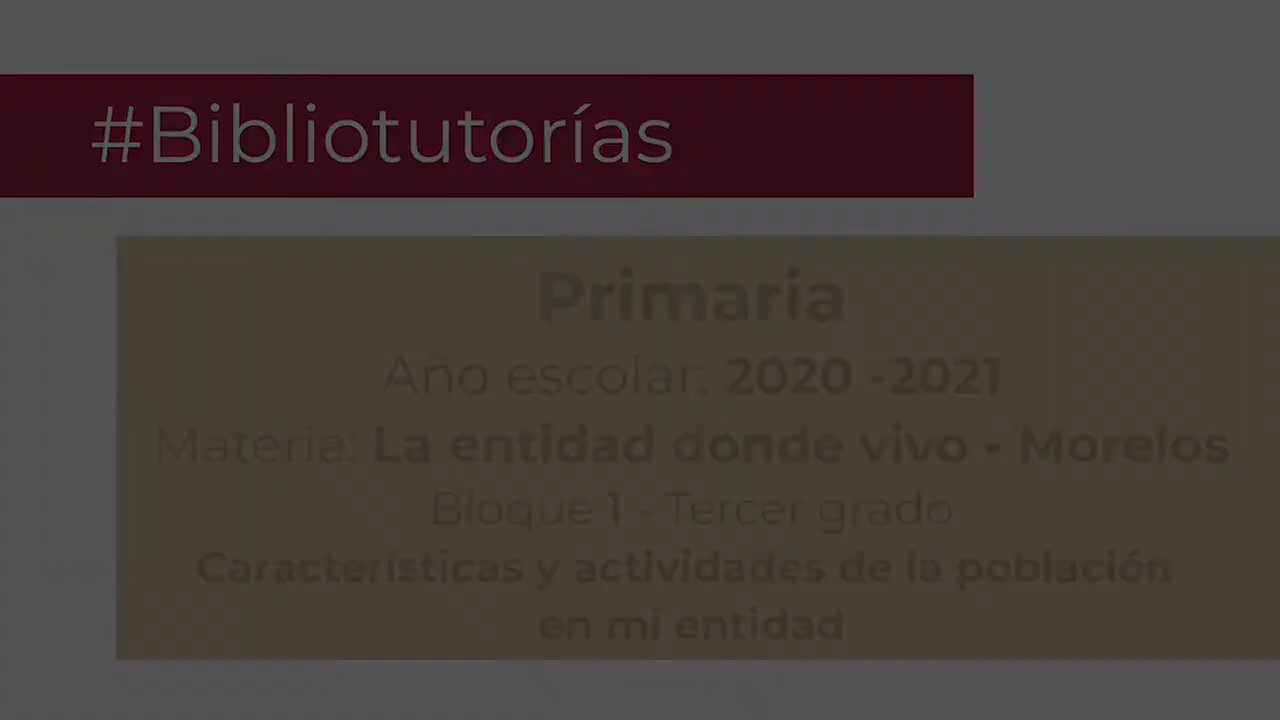 #Bibliotutorías
Primaria
Año escolar: 2020 -2021
Materia: La entidad donde vivo - Morelos
Bloque 1 - Tercer grado
Características y actividades de la población
en mi entidad